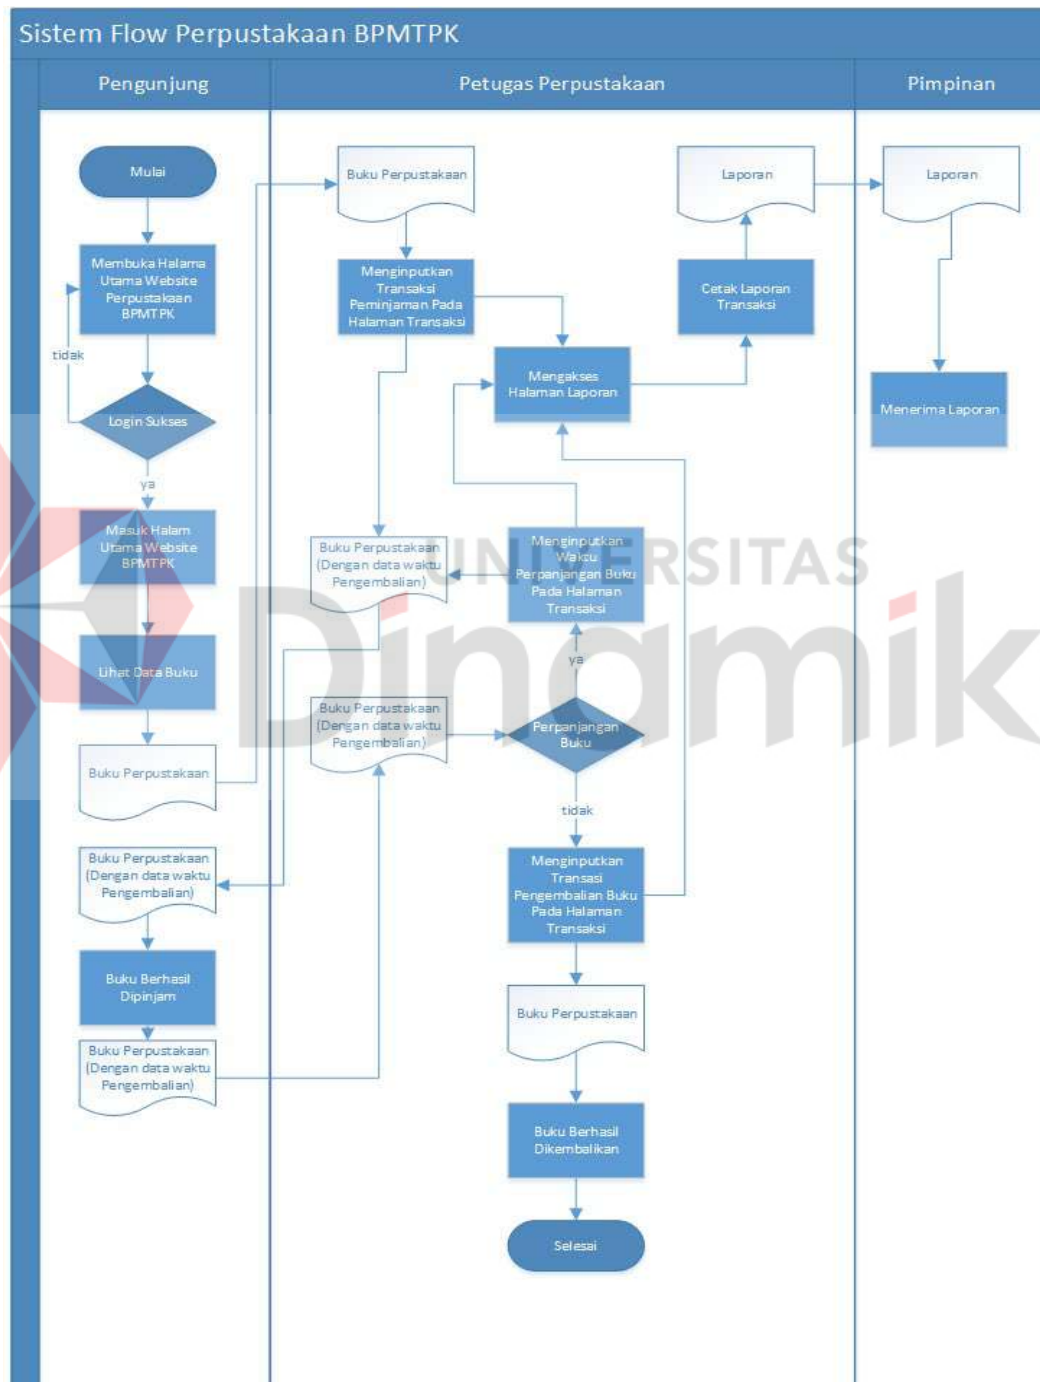 Sistem Flow Perpustakaan BPMTPK
Pengunjung
Petugas Perpustakaan
Pimpinan
Mulai
Membuka Halama
Utama Website
Perpustakaan
BPMTPK
tidak
Login Sukses
ya
Masuk Halam
Utama Website
BPMTPK
Lihat Data Buku
Buku Perpustakaan
Buku Perpustakaan
(Dengan data waktu
Pengembalian)
Buku Berhasil
Dipinjam
Buku Perpustakaan
(Dengan data waktu
Pengembalian)
Buku Perpustakaan
Menginputkan
Transaksi
Peminjaman Pada
Halaman Transaksi
Mengakses
Halaman Laporan
Laporan
Cetak Laporan
Transaksi
Buku Perpustakaan
(Dengan data waktu
Pengembalian)
Menginputkan
Waktu
Perpanjangan Buku
Pada Halaman
Transaksi
ya
Buku Perpustakaan
(Dengan data waktu
Pengembalian)
Perpanjangan
Buku
tidak
Menginputkan
Transasi
Pengembalian Buku
Pada Halaman
Transaksi
Buku Perpustakaan
Buku Berhasil
Dikembalikan
Selesai
Laporan
Menerima Laporan
UNIVERSITAS
Dinamik